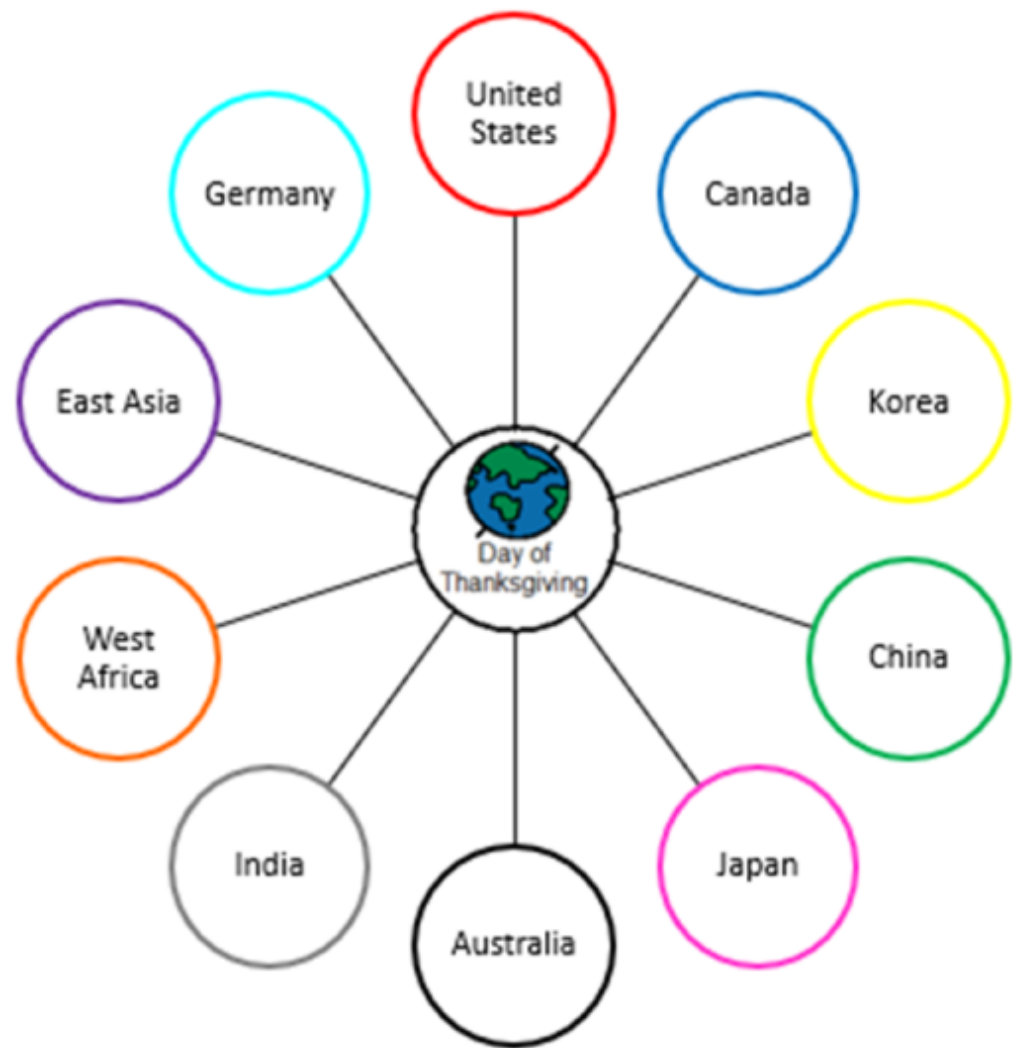 United
States
Germany
Canada
East Asia
Korea
Day of
Thanksgiving
West
Africa
China
India
Japan
Australia